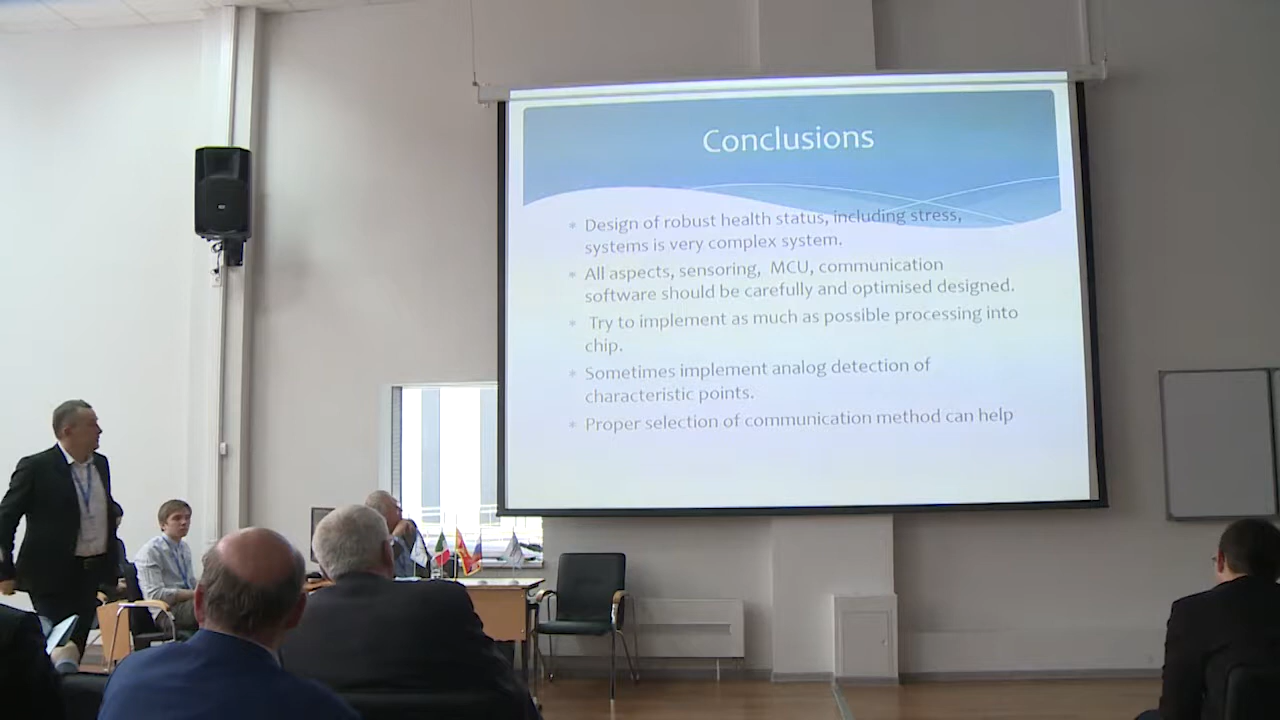 Conclusions
Design of robust health status, including stress,
systems is very complex system.
All aspects, sensoring, MCU, communication
software should be carefully and optimised designed.
Try to implement as much as possible processing into
chip.
Sometimes implement analog detection of
characteristic points.
Proper selection of communication method can help